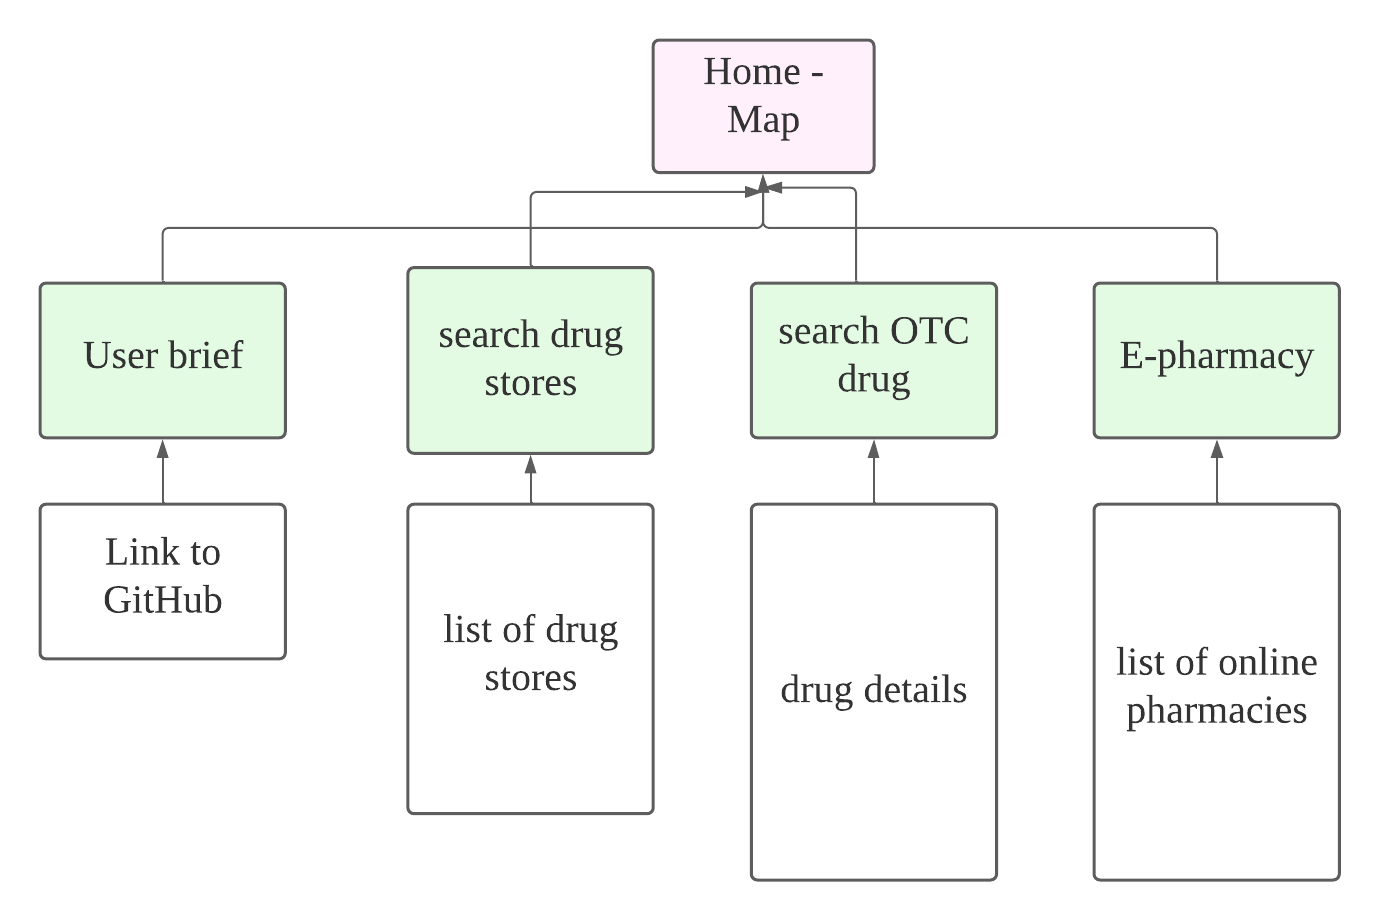 Home -
Map
User brief
search drug
stores
search OTC
drug
E-pharmacy
Link to
GitHub
list of drug
stores
drug details
list of online
pharmacies